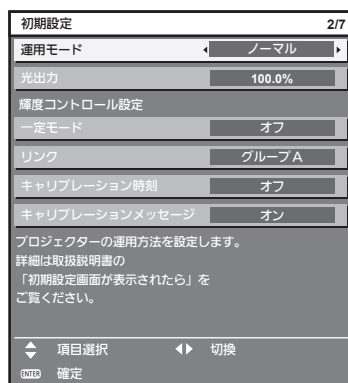 初期設定 2/7
運用モード ノーマル
光出力 100.0%
輝度コントロール設定
一定モード オフ
リンク グループA
キャリブレーション時刻 オフ
キャリブレーションメッセージ オン
プロジェクターの運用方法を設定します。
詳細は取扱説明書の
「初期設定画面が表示されたら」を
ご覧ください。
項目選択 切換
ENTER 確定